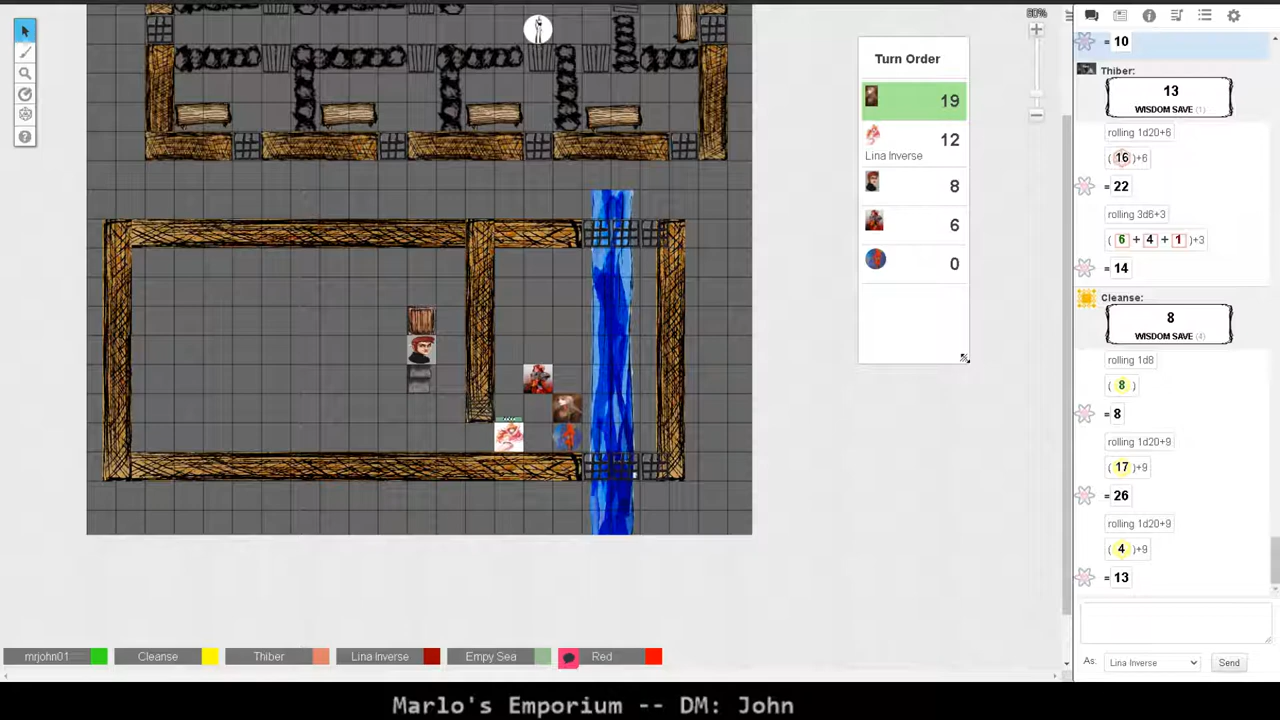 80%
Turn Order
19
12
Lina Inverse
8
6
0
= 10
Thiber:
13
WISDOM SAVE (1)
rolling 1d20+6
(16)+6
= 22
rolling 3d6+3
(6+4+1)+3
= 14
Cleanse:
8
WISDOM SAVE (4)
rolling 1d8
(8)
= 8
rolling 1d20+9
(17)+9
= 26
rolling 1d20+9
(4)+9
= 13
As:
Lina Inverse
Send
mrjohn01
Cleanse
Thiber
Lina Inverse
Empy Sea
Red
Marlo's Emporium -- DM: John